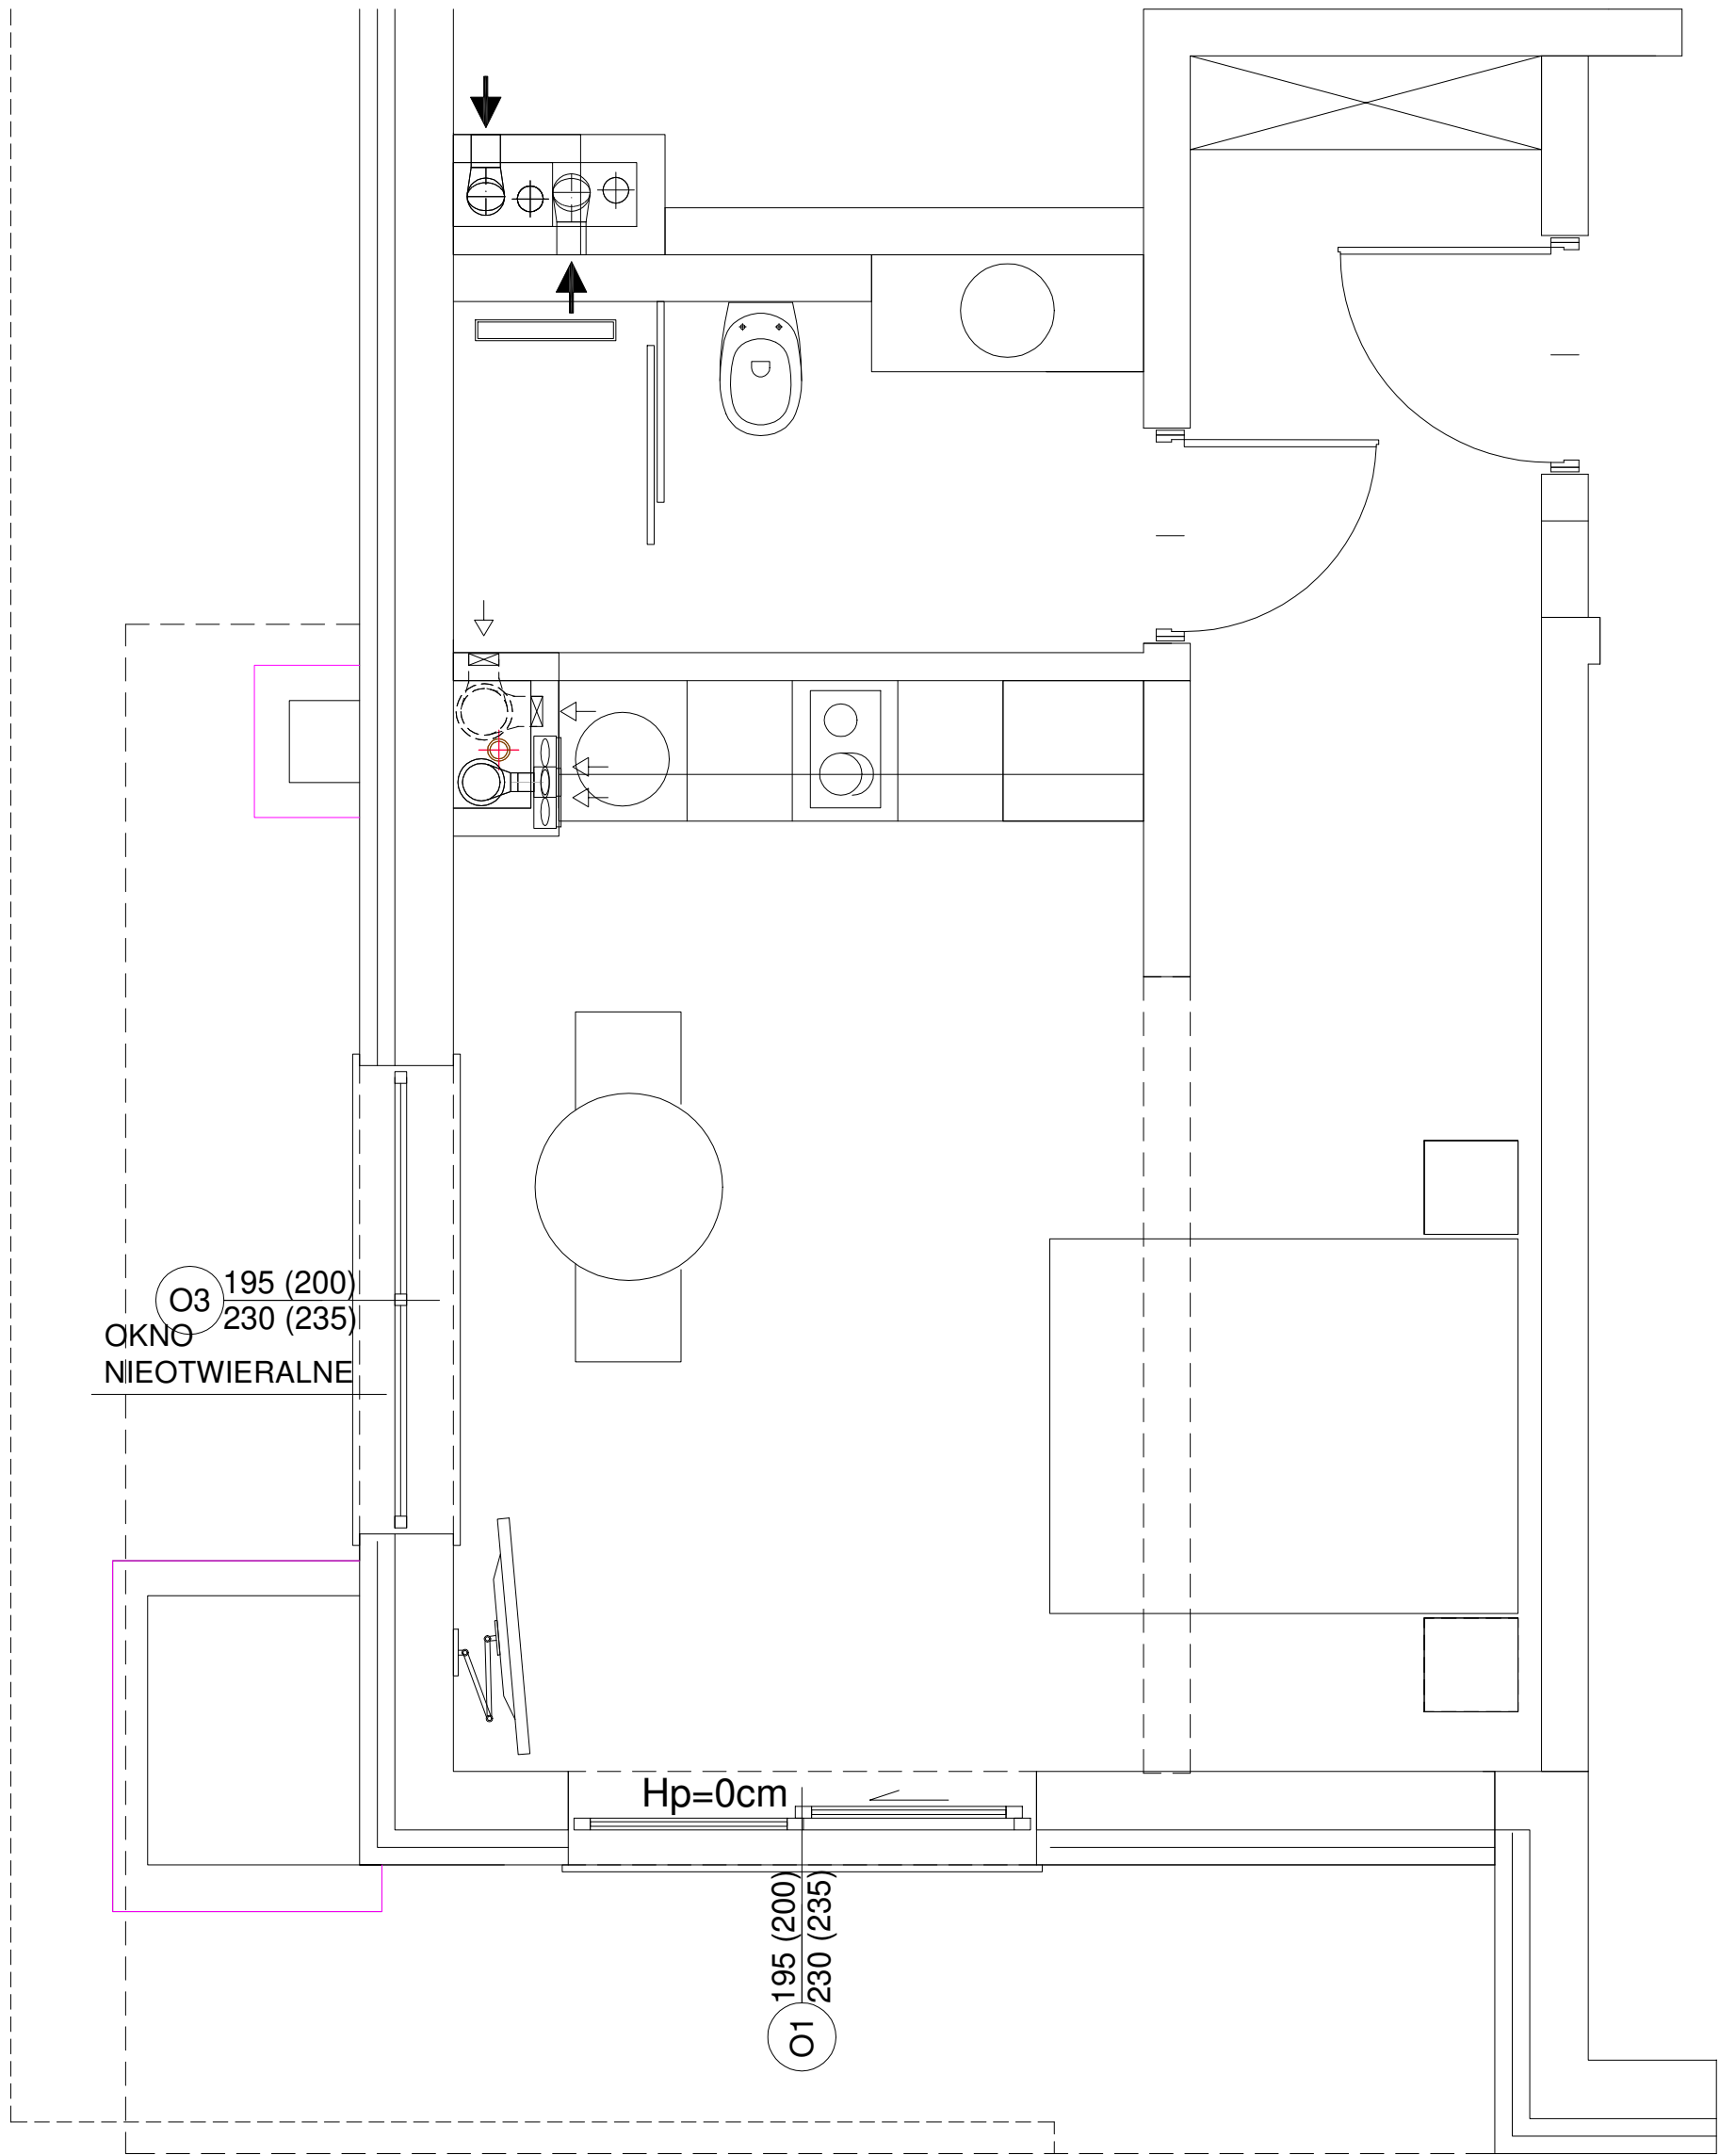 O3
195 (200)
230 (235)
OKNO
NIEOTWIERALNE
Hp=0cm
195 (200)
230 (235)
O1